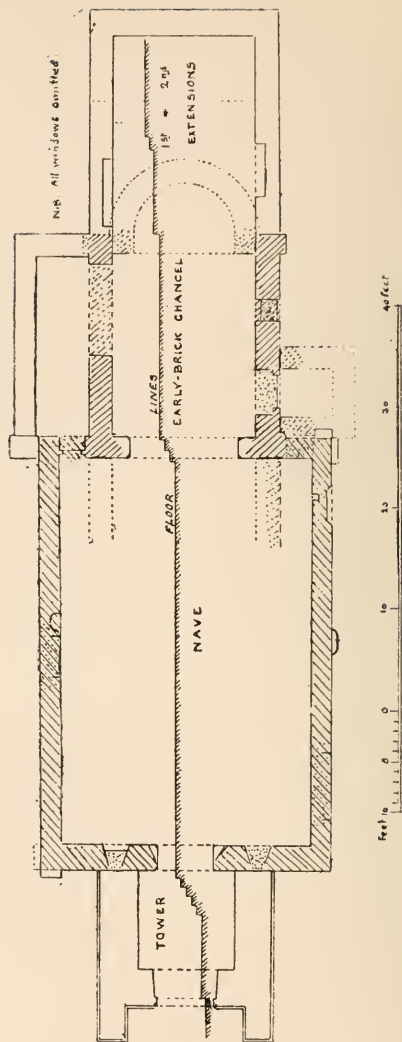 N.B. All windows omitted
1st & 2nd
EXTENSIONS
EARLY-BRICK CHANCEL
FLOOR LINES
NAVE
TOWER
Feet 10 5 0 10 20 30 40 feet